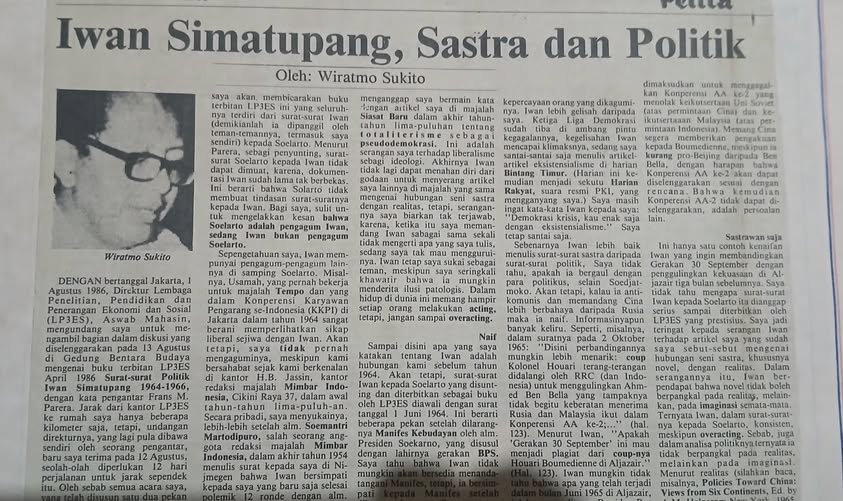 Pelita
Iwan Simatupang, Sastra dan Politik
Oleh: Wiratmo Sukito
Wiratmo Sukito
DENGAN bertanggal Jakarta, 1
Agustus 1986, Direktur Lembaga
Penelitian, Pendidikan dan
Penerangan Ekonomi dan Sosial
(LP3ES), Aswab Mahasin,
mengundang saya untuk me-
ngambil bagian dalam diskusi yang
diselenggarakan pada 13 Agustus
di Gedung Bentara Budaya
mengenai buku terbitan LP3ES
April 1986 Surat-surat Politik
Iwan Simatupang 1964-1966,
dengan kata pengantar Frans M.
Parera. Jarak dari kantor LP3ES
ke rumah saya hanya beberapa
kilometer saja, tetapi, undangan
direkturnya, yang lagi pula dibawa
sendiri oleh seorang pengantar,
baru saya terima pada 12 Agustus,
seolah-olah diperlukan 12 hari
perjalanan untuk jarak sependek
itu. Oleh sebab semua acara saya,
yang telah disusun satu dua pekan
saya akan membicarakan buku
terbitan LP3ES ini yang seluruh-
nya terdiri dari surat-surat Iwan
(demikianlah ia dipanggil oleh
teman-temannya, termasuk saya
sendiri) kepada Soelarto. Menurut
Parera, sebagai penyunting, surat-
surat Soelarto kepada Iwan tidak
dapat dimuat, karena, dokumen-
tasi Iwan sudah lama tak berbekas.
Ini berarti bahwa Solarto tidak
membuat tindasan surat-suratnya
kepada Iwan. Bagi saya, sulit un-
tuk mengelakkan kesan bahwa
Soelarto adalah pengagum Iwan,
sedang Iwan bukan pengagum
Soelarto.
Sepengetahuan saya, Iwan mem-
punyai pengagum-pengagum lain-
nya di samping Soelarto. Misal-
nya, Usamah, yang pernah bekerja
untuk majalah Tempo dan yang
dalam Konperensi Karyawan
Pengarang se-Indonesia (KKPI) di
Jakarta dalam tahun 1964 sangat
berani memperlihatkan sikap
liberal sejiwa dengan Iwan. Akan
tetapi, saya tidak pernah
mengaguminya, meskipun kami
bersahabat sejak kami berkenalan
di kantor H.B. Jassin, kantor
redaksi majalah Mimbar Indo-
nesia, Cikini Raya 37, dalam awal
tahun-tahun lima-puluh-an.
Secara pribadi, saya menyukainya,
lebih-lebih setelah alm. Soemantri
Martodipuro, salah seorang ang-
gota redaksi majalah Mimbar
Indonesia, dalam akhir tahun 1954
menulis surat kepada saya di Ni-
jmegen bahwa Iwan bersimpati
kepada saya yang baru saja selesai
polemik 12 ronde dengan alm.
menganggap saya bermain kata
dengan artikel saya di majalah
Siasat Baru dalam akhir tahun-
tahun lima-puluhan tentang
totaliterisme sebagai
pseudodemokrasi. Ini adalah
serangan saya terhadap liberalisme
sebagai ideologi. Akhirnya Iwan
tidak lagi dapat menahan diri dari
godaan untuk menyerang artikel
saya lainnya di majalah yang sama
mengenai hubungan seni sastra
dengan realitas, tetapi, serangan-
nya saya biarkan tak terjawab,
karena, ketika itu saya meman-
dang Iwan sebagai sama sekali
tidak mengerti apa yang saya tulis,
sedang saya tak mau menggurui-
nya. Iwan tetap saya sukai sebagai
teman, meskipun saya seringkali
khawatir bahwa ia mungkin
menderita ilusi patologis. Dalam
hidup di dunia ini memang hampir
setiap orang melakukan acting,
tetapi, jangan sampai overacting.
Naif
Sampai disini apa yang saya
katakan tentang Iwan adalah
hubungan kami sebelum tahun
1964. Akan tetapi, surat-surat
Iwan kepada Soelarto yang disunt-
ing dan diterbitkan sebagai buku
oleh LP3ES diawali dengan surat
tanggal 1 Juni 1964. Ini berarti
beberapa pekan setelah dilarang-
nya Manifes Kebudayan oleh alm.
Presiden Soekarno, yang disusul
dengan lahirnya gerakan BPS.
Saya tahu bahwa Iwan tidak
mungkin akan bersedia menanda-
tangani Manifes, tetapi, ia bersim-
pati kepada Manifes setelah
kepercayaan orang yang dikagumi-
nya. Iwan lebih gelisah daripada
saya. Ketiga Liga Demokrasi
sudah tiba di ambang pintu
kegagalannya, kegelisahan Iwan
mencapai klimaksnya, sedang saya
santai-santai saja menulis artikel-
artikel eksistensialisme di harian
Bintang Timur. (Harian ini ke-
mudian menjadi sekutu Harian
Rakyat, suara resmi PKI, yang
mengganyang saya.) Saya masih
ingat kata-kata Iwan kepada saya:
"Demokrasi krisis, kau enak saja
dengan eksistensialisme." Saya
tetap santai saja.
Sebenarnya Iwan lebih baik
menulis surat-surat sastra daripada
surat-surat politik. Saya tidak
tahu, apakah ia bergaul dengan
para politikus, selain Soedjat-
moko. Akan tetapi, kalau ia anti-
komunis dan memandang Cina
lebih berbahaya daripada Rusia
maka ia naif. Informasinyapun
banyak keliru. Seperti, misalnya,
dalam suratnya pada 2 Oktober
1965: "Disini perbandingannya
mungkin lebih menarik: coup
Kolonel Houari terang-terangan
didalangi oleh RRC (dan Indo-
nesia) untuk menggulingkan Ahm-
ed Ben Bella yang tampaknya
tidak begitu keberatan menerima
Rusia dan Malaysia ikut dalam
Konperensi AA ke-2;..." (hal.
123). Menurut Iwan, "Apakah
'Gerakan 30 September' ini mau
menjadi plagiat dari coup-nya
Houari Boumedienne di Aljazair."
(Hal, 123). Iwan mungkin tidak
tahu bahwa apa yang telah terjadi
dalam bulan Juni 1965 di Aljazair,
dimaksudkan untuk menggagal-
kan Konperensi AA ke-2 yang
menolak keikutsertaan Uni Soviet
(atas permintaan Cina) dan ke-
ikutsertaan Malaysia (atas per-
mintaan Indonesia). Memang Cina
segera memberikan pengakuan
kepada Boumedienne, meskipun ia
kurang pro-Beijing daripada Ben
Bella, dengan harapan bahwa
Konperensi AA ke-2 akan dapat
diselenggarakan sesuai dengan
rencana. Bahwa kemudian
Konperensi AA-2 tidak dapat di-
selenggarakan, adalah persoalan
lain.
Sastrawan saja
Ini hanya satu contoh kenaifan
Iwan yang ingin membandingkan
Gerakan 30 September dengan
penggulingan kekuasaan di Al-
jazair tiga bulan sebelumnya. Saya
tidak tahu mengapa surat-surat
Iwan kepada Soelarto ita dianggap
serius sampai diterbitkan oleh
LP3ES yang prestisius. Saya jadi
teringat kepada serangan Iwan
terhadap artikel saya yang sudah
saya sebut-sebut mengenai
hubungan seni sastra, khususnya
novel, dengan realitas. Dalam
serangannya itu, Iwan ber-
pendapat bahwa novel tidak boleh
berpangkal pada realitas, melain-
kan, pada imaginasi semata-mata.
Ternyata Iwan, dalam surat-surat-
nya kepada Soelarto, konsisten,
meskipun overacting. Sebab, juga
dalam analisa politiknya ternyata ia
tidak berpangkal pada realitas,
melainkan pada imaginasi.
Menurut realitas (silahkan baca,
misalnya, Policies Toward China:
Views from Six Continents, Ed. by